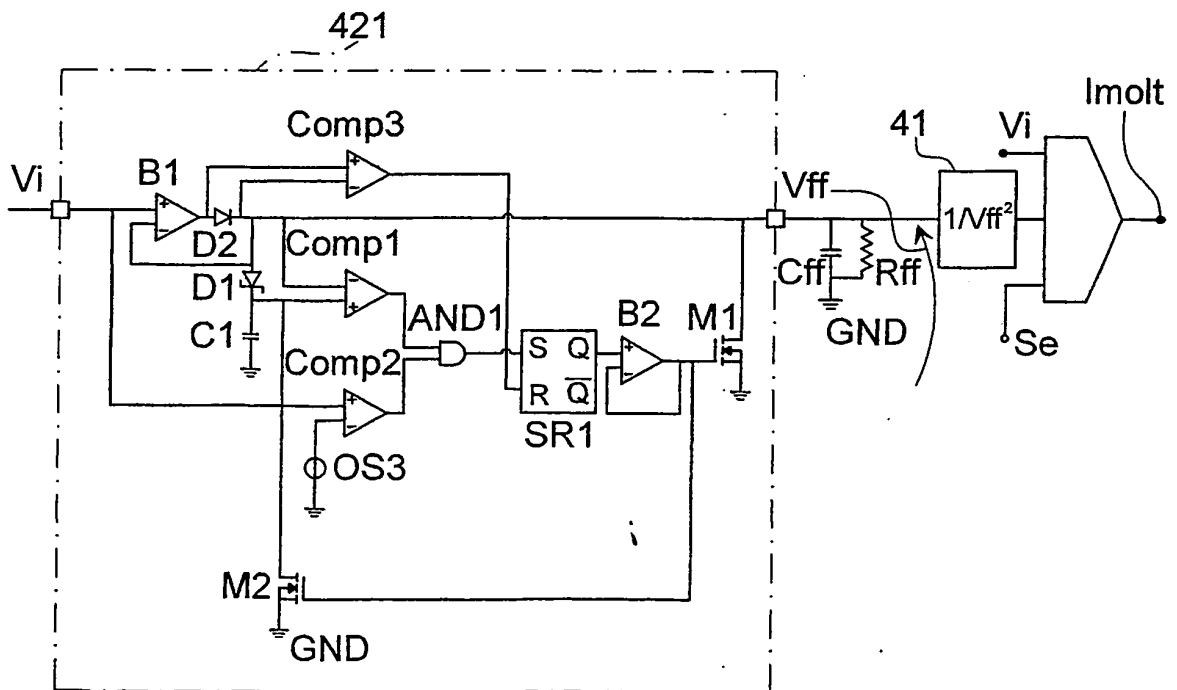 421
Imolt
Comp3
41
Vi
Vi
B1
Vff
1/Vff²
+
-
+
-
D2
Comp1
D1
-
+
Cff
Rff
C1
AND1
B2
M1
GND
Se
Comp2
S
Q
+
-
+
-
R
Q̅
SR1
OS3
M2
GND